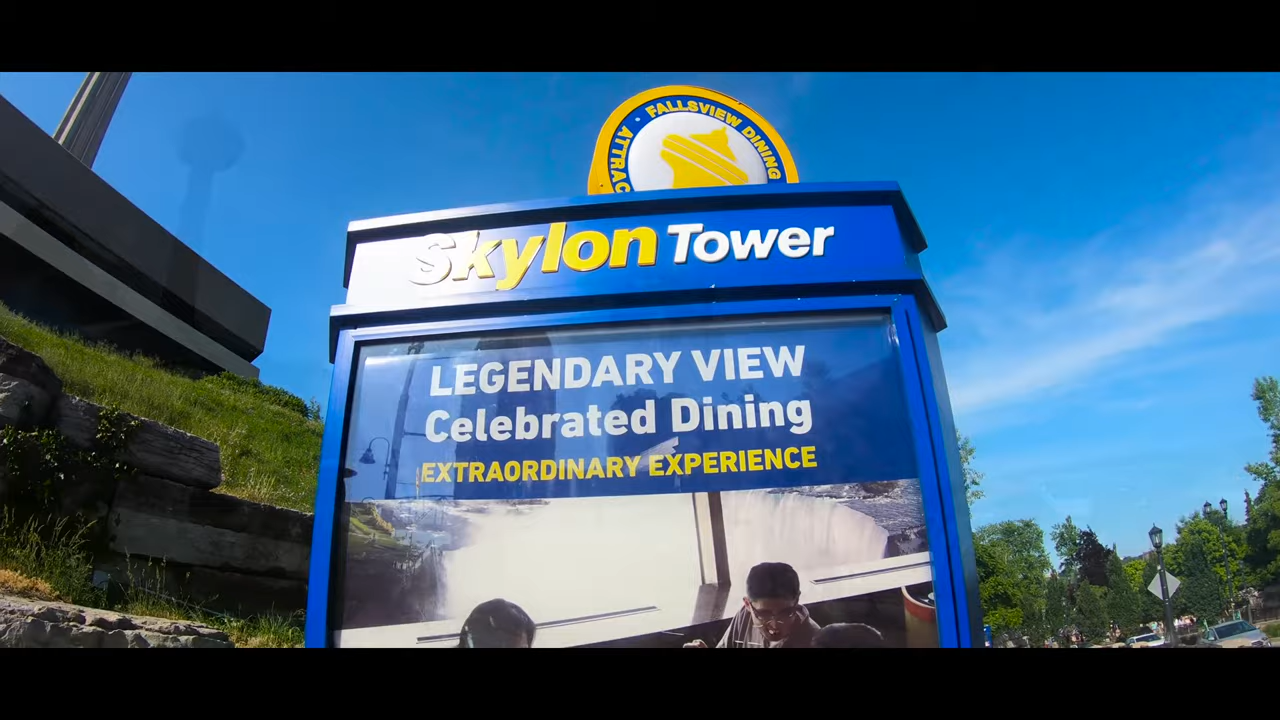 FALLSVIEW DINING
Skylon Tower
LEGENDARY VIEW
Celebrated Dining
EXTRAORDINARY EXPERIENCE